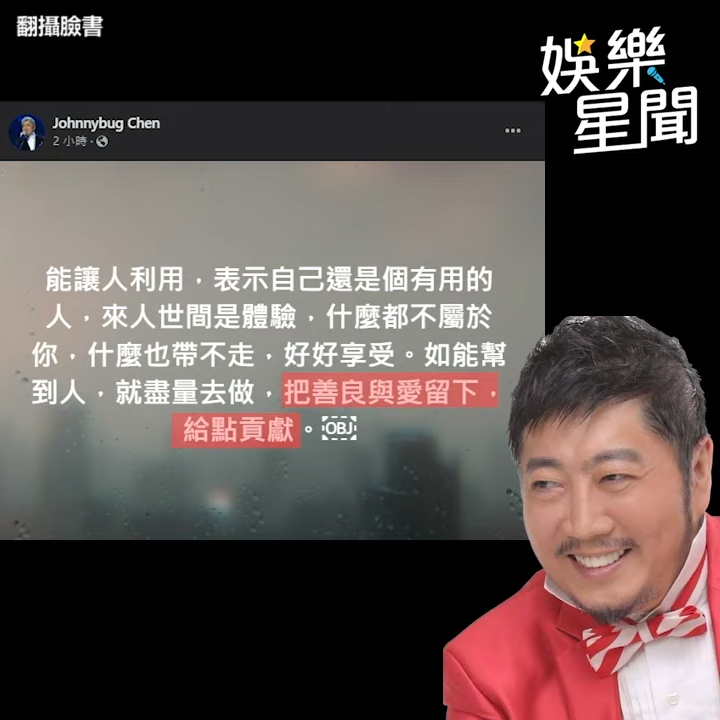 翻攝臉書
娛樂
星聞
Johnnybug Chen
2 小時·
能讓人利用，表示自己還是個有用的
人，來人世間是體驗，什麼都不屬於
你，什麼也帶不走，好好享受。如能幫
到人，就盡量去做，把善良與愛留下，
給點貢獻。OBJ